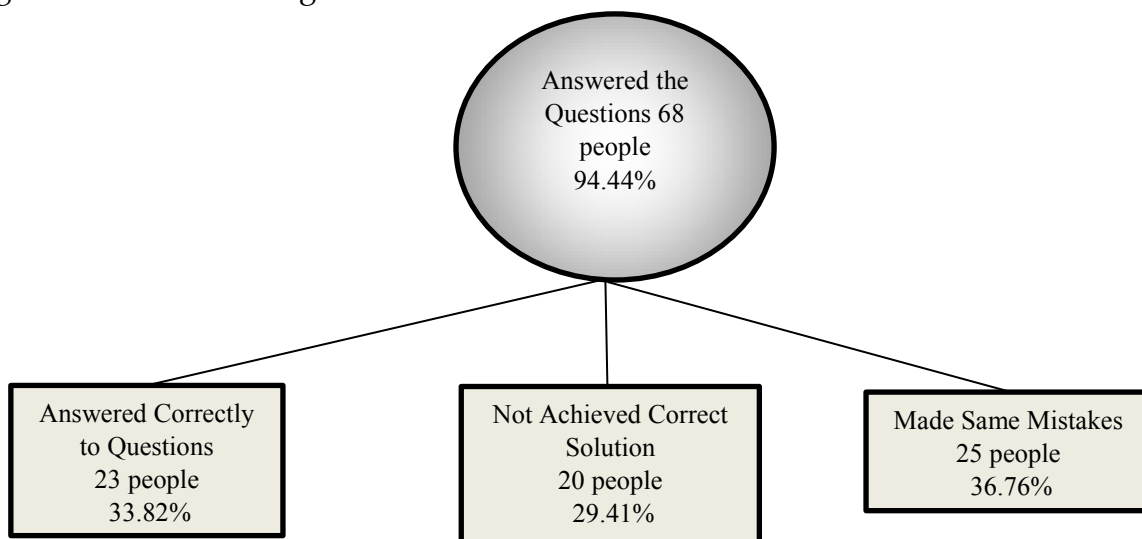 Answered the
Questions 68
people
94.44%
Answered Correctly
to Questions
23 people
33.82%
Not Achieved Correct
Solution
20 people
29.41%
Made Same Mistakes
25 people
36.76%